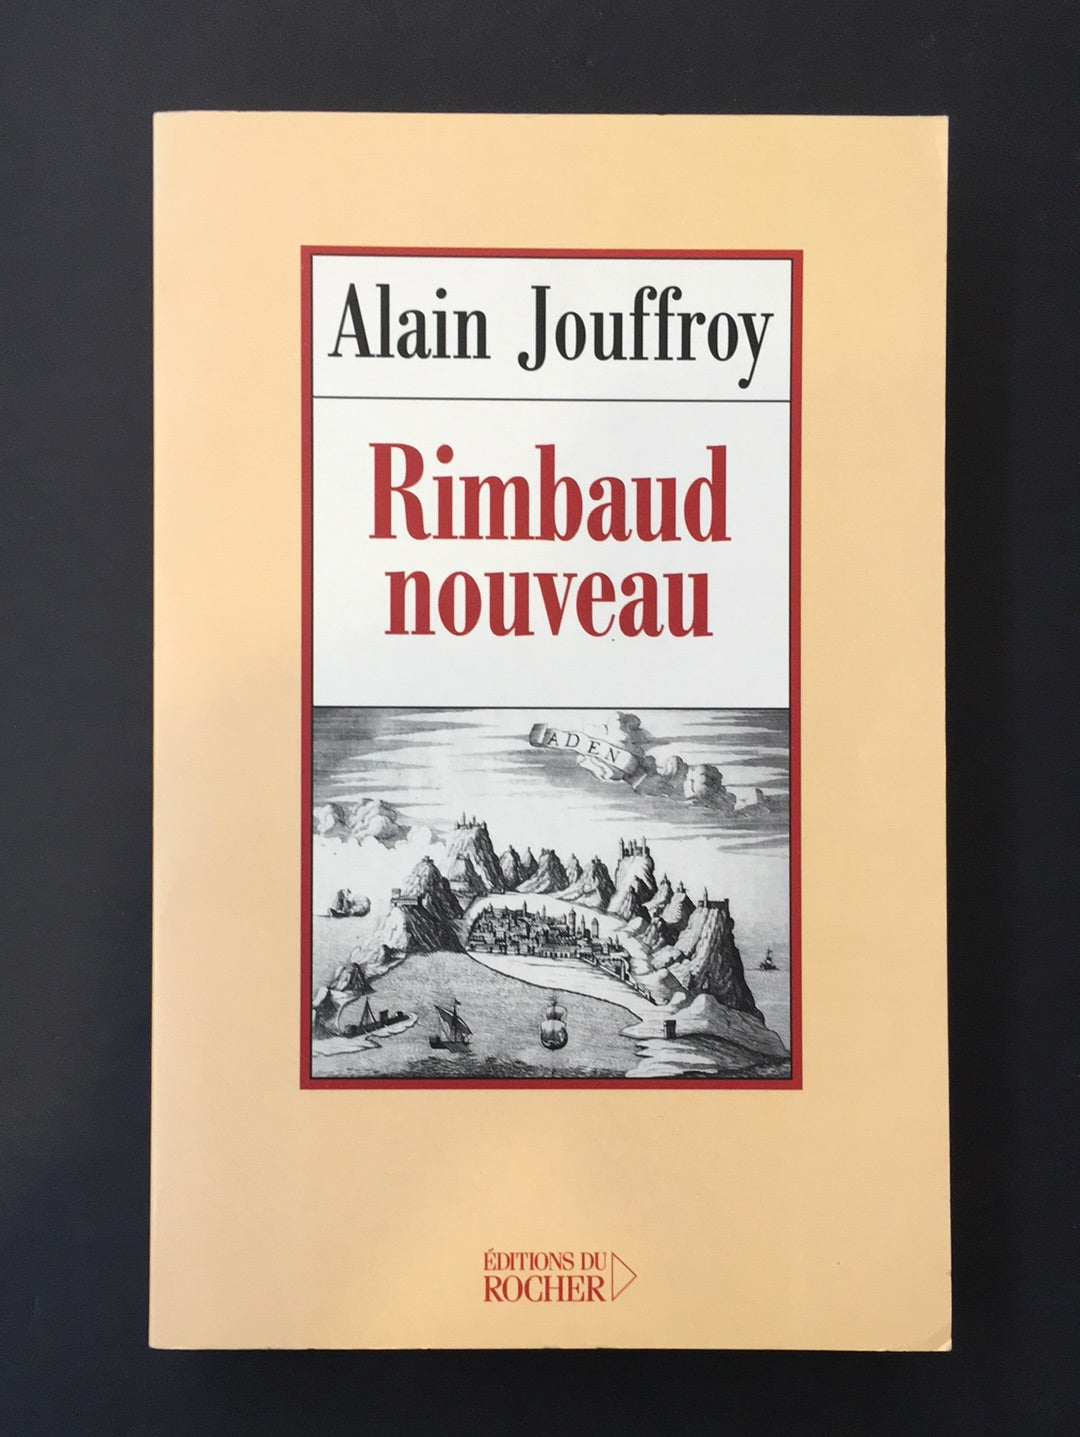 Alain Jouffroy
Rimbaud
nouveau
ADEN
ÉDITIONS DU
ROCHER